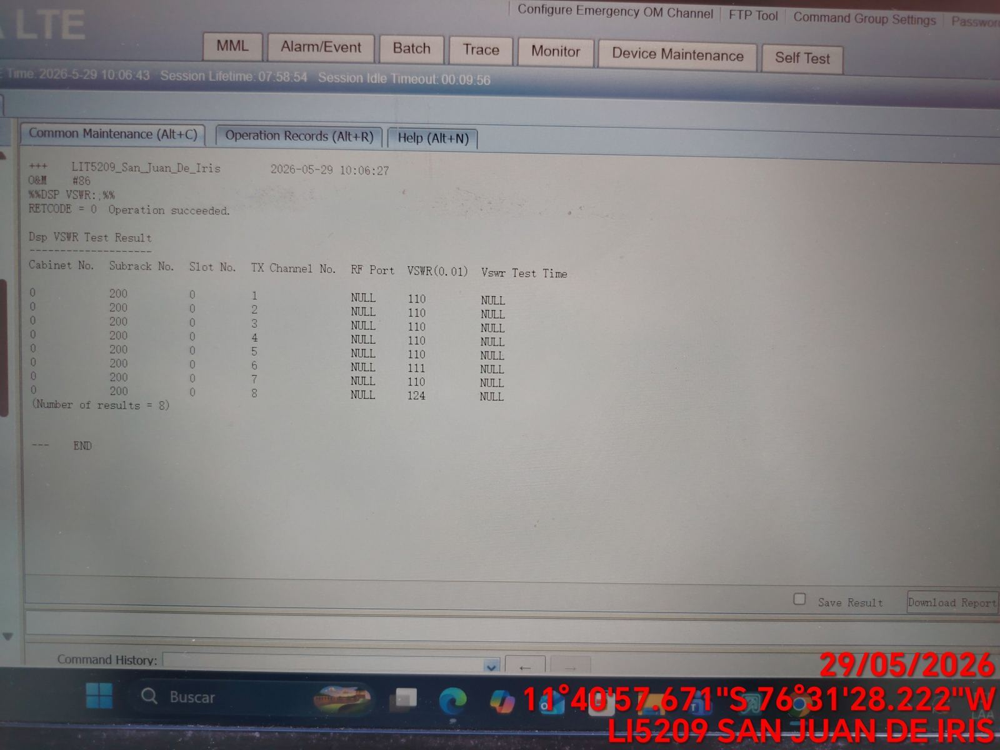 LTE
Configure Emergency OM Channel | FTP Tool | Command Group Settings |
MML Alarm/Event Batch Trace Monitor Device Maintenance Self Test
Time: 2026-5-29 10:06:43 Session Lifetime: 07:58:54 Session Idle Timeout: 00:09:56
Common Maintenance (Alt+C) Operation Records (Alt+R) Help (Alt+N)
+++ LIT5209_San_Juan_De_Iris 2026-05-29 10:06:27
O&M #86
%%DSP VSWR:;%%
RETCODE = 0 Operation succeeded.
Dsp VSWR Test Result
--------------------
Cabinet No. Subrack No. Slot No. TX Channel No. RF Port VSWR(0.01) Vswr Test Time
0 200 0 1 NULL 110 NULL
0 200 0 2 NULL 110 NULL
0 200 0 3 NULL 110 NULL
0 200 0 4 NULL 110 NULL
0 200 0 5 NULL 110 NULL
0 200 0 6 NULL 111 NULL
0 200 0 7 NULL 110 NULL
0 200 0 8 NULL 124 NULL
(Number of results = 8)
--- END
Save Result Download Report
Command History:
Buscar
29/05/2026
11°40'57.671"S 76°31'28.222"W
LI5209 SAN JUAN DE IRIS